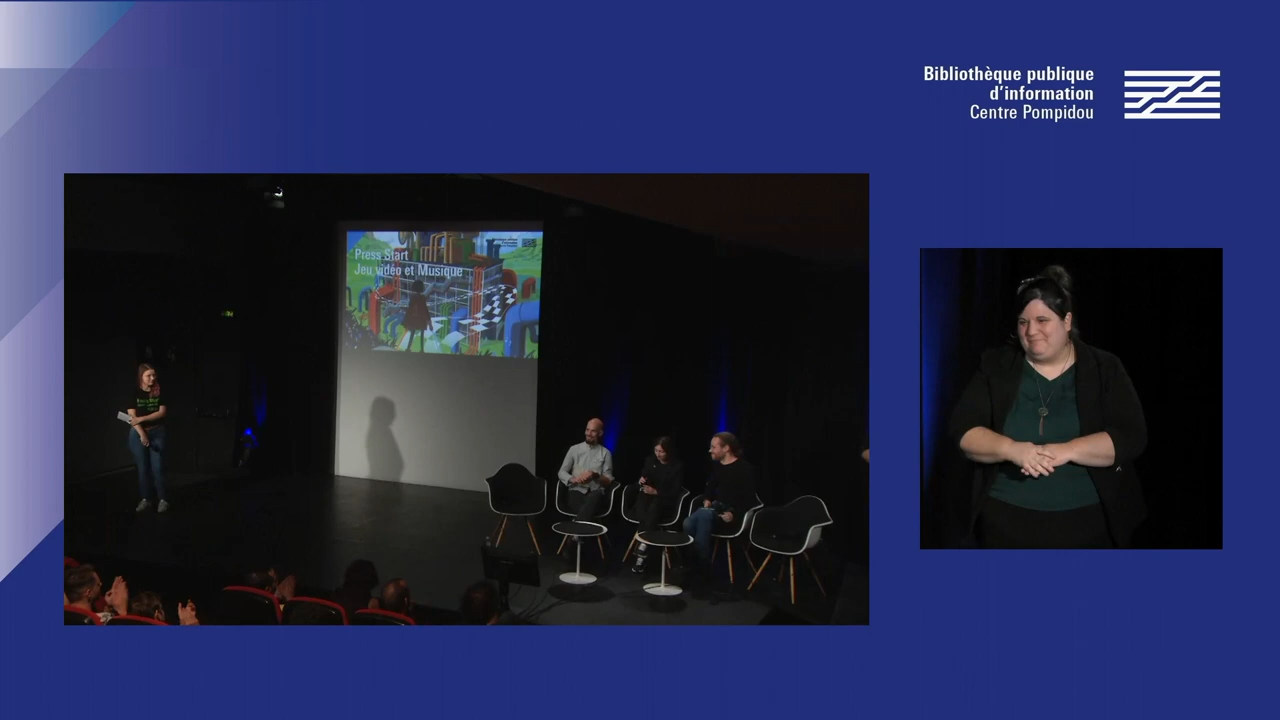 Bibliothèque publique
d'information
Centre Pompidou
Press Start
Jeu vidéo et Musique